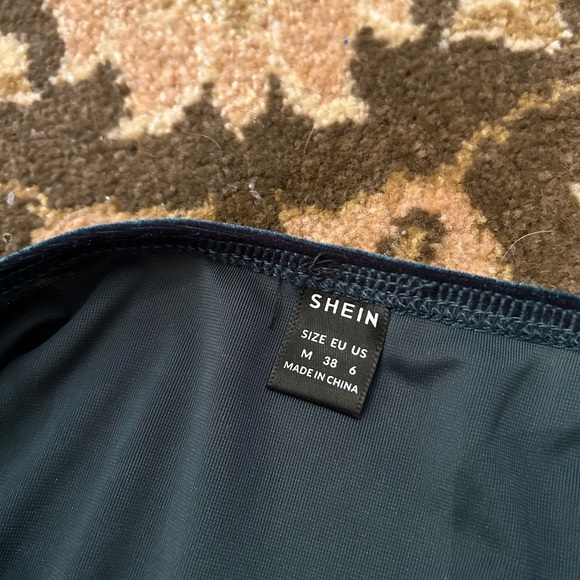 SHEIN
SIZE EU US
M 38 6
MADE IN CHINA